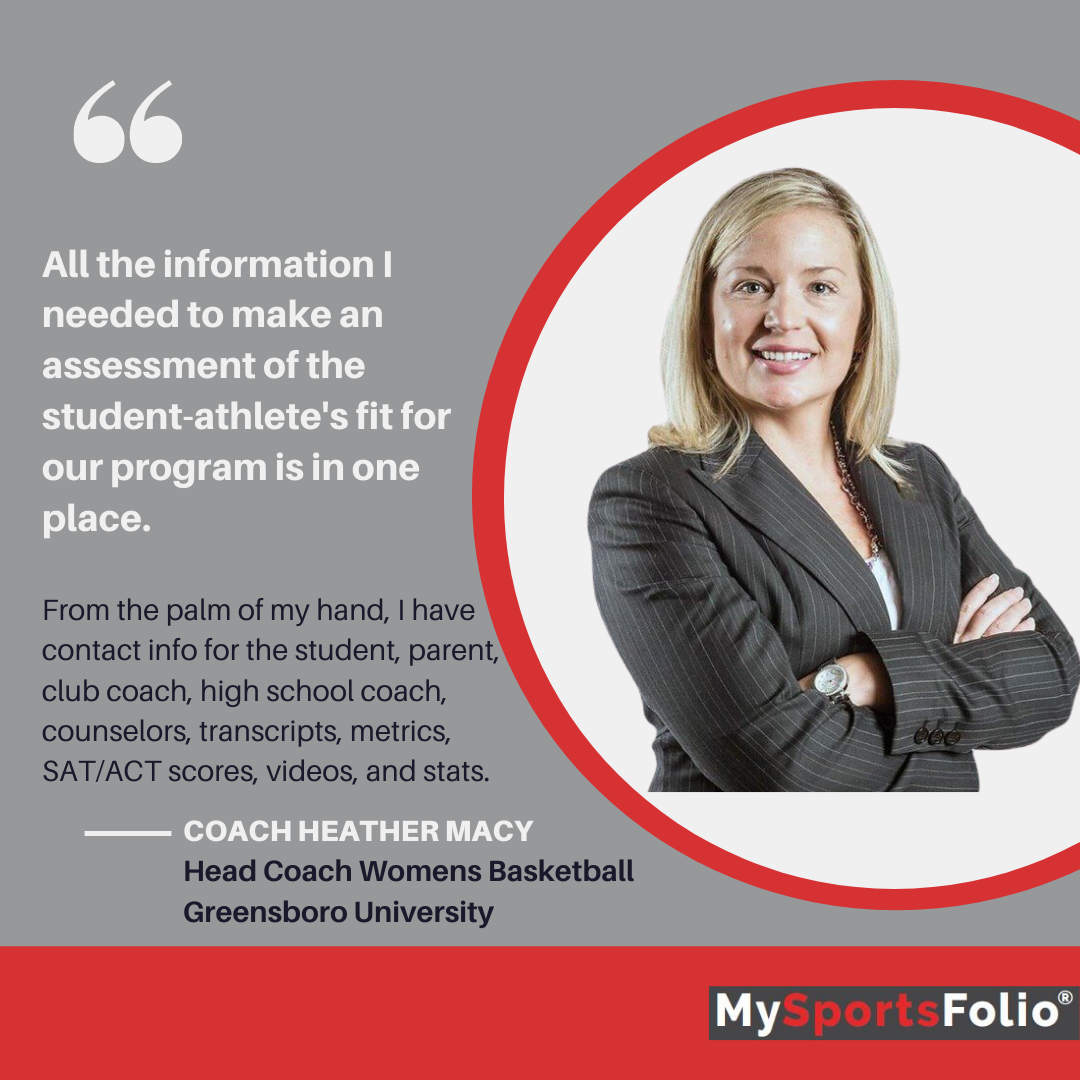 “
All the information I
needed to make an
assessment of the
student-athlete's fit for
our program is in one
place.
From the palm of my hand, I have
contact info for the student, parent,
club coach, high school coach,
counselors, transcripts, metrics,
SAT/ACT scores, videos, and stats.
COACH HEATHER MACY
Head Coach Womens Basketball
Greensboro University
MySportsFolio®